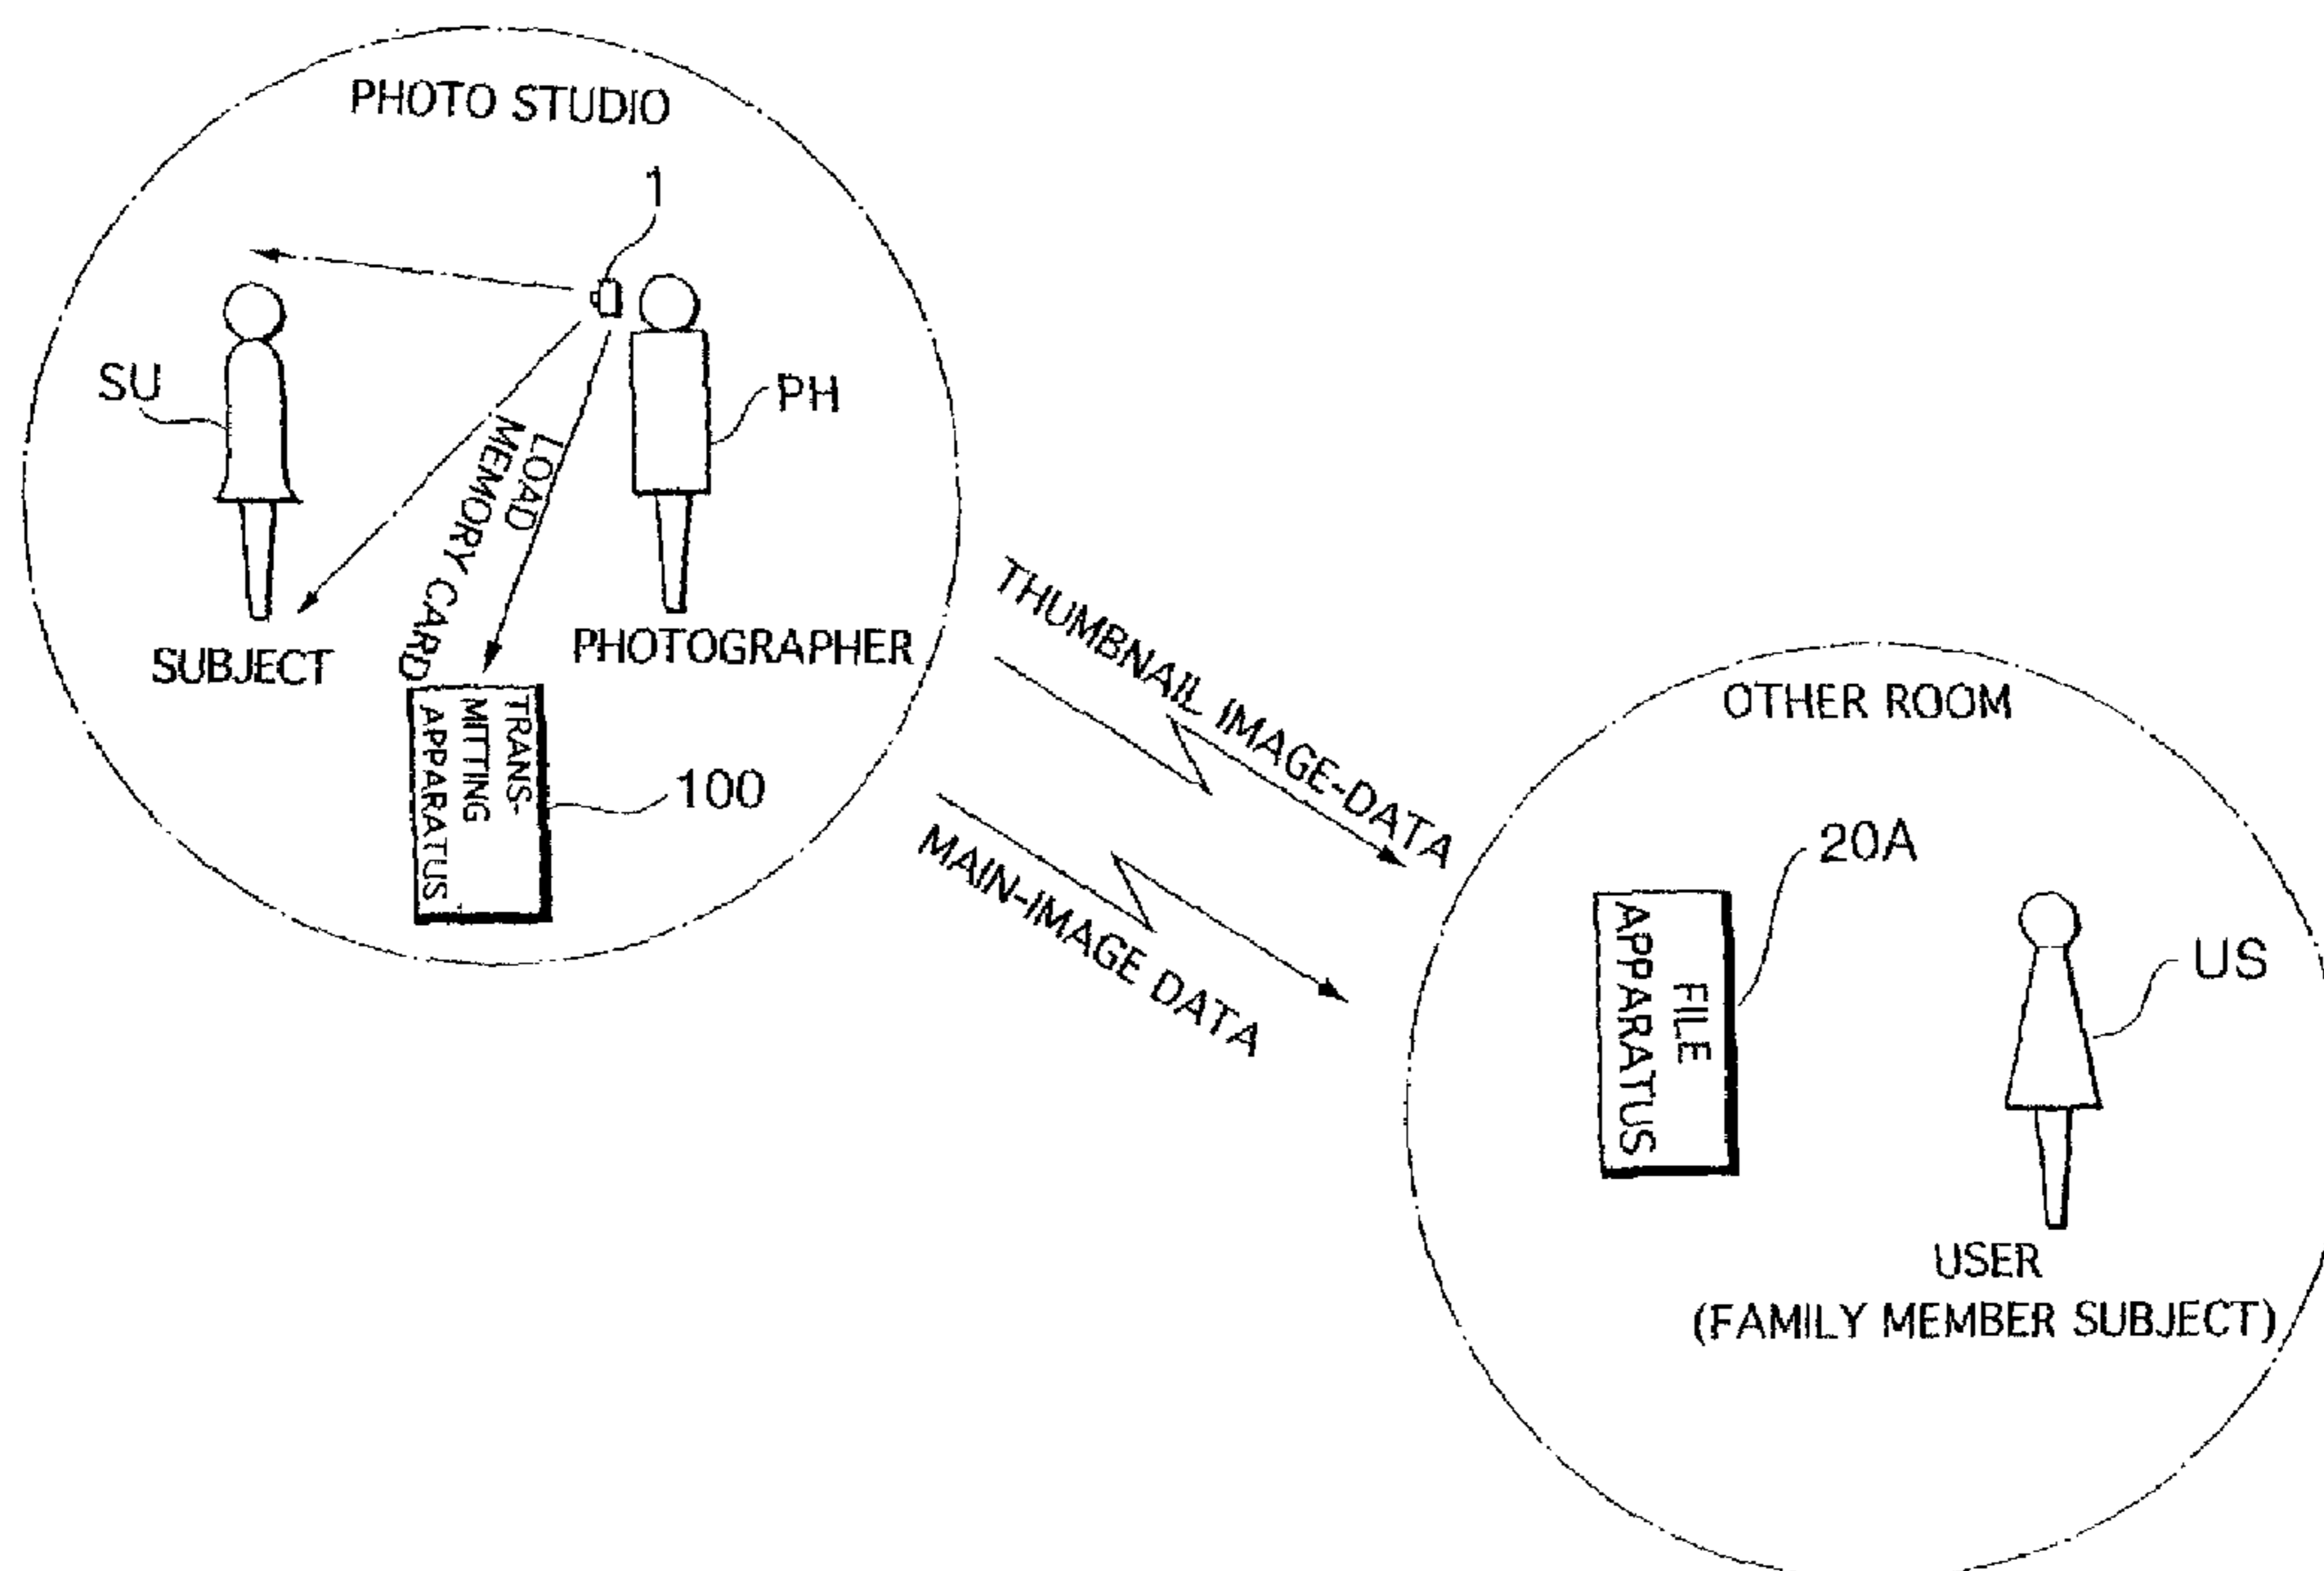 PHOTO STUDIO
1
SU
PH
LOAD
MEMORY CARD
SUBJECT
PHOTOGRAPHER
TRANS-
MITTING
APPARATUS
100
THUMBNAIL IMAGE-DATA
MAIN-IMAGE DATA
OTHER ROOM
20A
FILE
APPARATUS
US
USER
(FAMILY MEMBER SUBJECT)